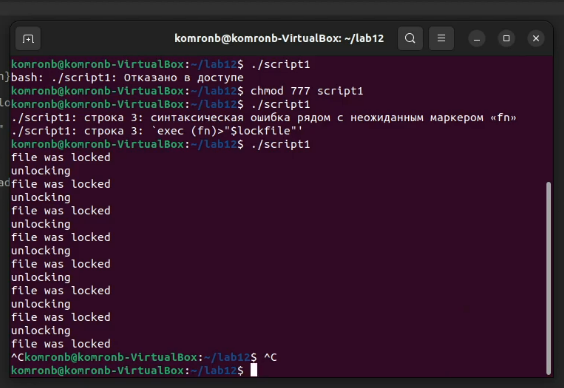 komronb@komronb-VirtualBox: ~/lab12
komronb@komronb-VirtualBox:~/lab12$ ./script1
bash: ./script1: Отказано в доступе
komronb@komronb-VirtualBox:~/lab12$ chmod 777 script1
komronb@komronb-VirtualBox:~/lab12$ ./script1
./script1: строка 3: синтаксическая ошибка рядом с неожиданным маркером «fn»
./script1: строка 3: `exec (fn)>"$lockfile"'
komronb@komronb-VirtualBox:~/lab12$ ./script1
file was locked
unlocking
file was locked
unlocking
file was locked
unlocking
file was locked
unlocking
file was locked
unlocking
file was locked
unlocking
file was locked
unlocking
file was locked
^Ckomronb@komronb-VirtualBox:~/lab12$ ^C
komronb@komronb-VirtualBox:~/lab12$